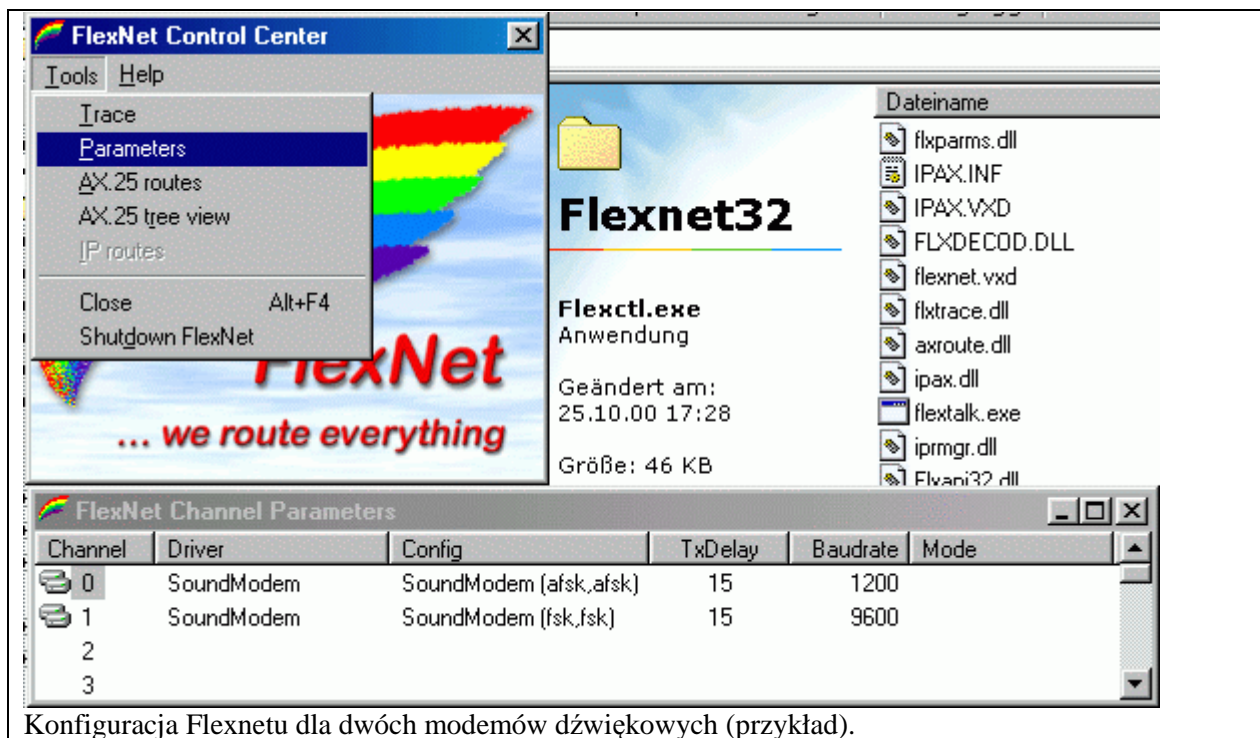 FlexNet Control Center
Tools Help
Trace
Parameters
AX.25 routes
AX.25 tree view
IP routes
Close Alt+F4
Shutdown FlexNet
FlexNet
... we route everything
Flexnet32
Flexctl.exe
Anwendung
Geändert am:
25.10.00 17:28
Größe: 46 KB
Dateiname
flxparms.dll
IPAX.INF
IPAX.VXD
FLXDECOD.DLL
flexnet.vxd
flxtrace.dll
axroute.dll
ipax.dll
flextalk.exe
iprmgr.dll
FlexNet Channel Parameters
Channel Driver Config TxDelay Baudrate Mode
0 SoundModem SoundModem (afsk,afsk) 15 1200
1 SoundModem SoundModem (fsk,fsk) 15 9600
2
3
Konfiguracja Flexnetu dla dwóch modemów dźwiękowych (przykład).